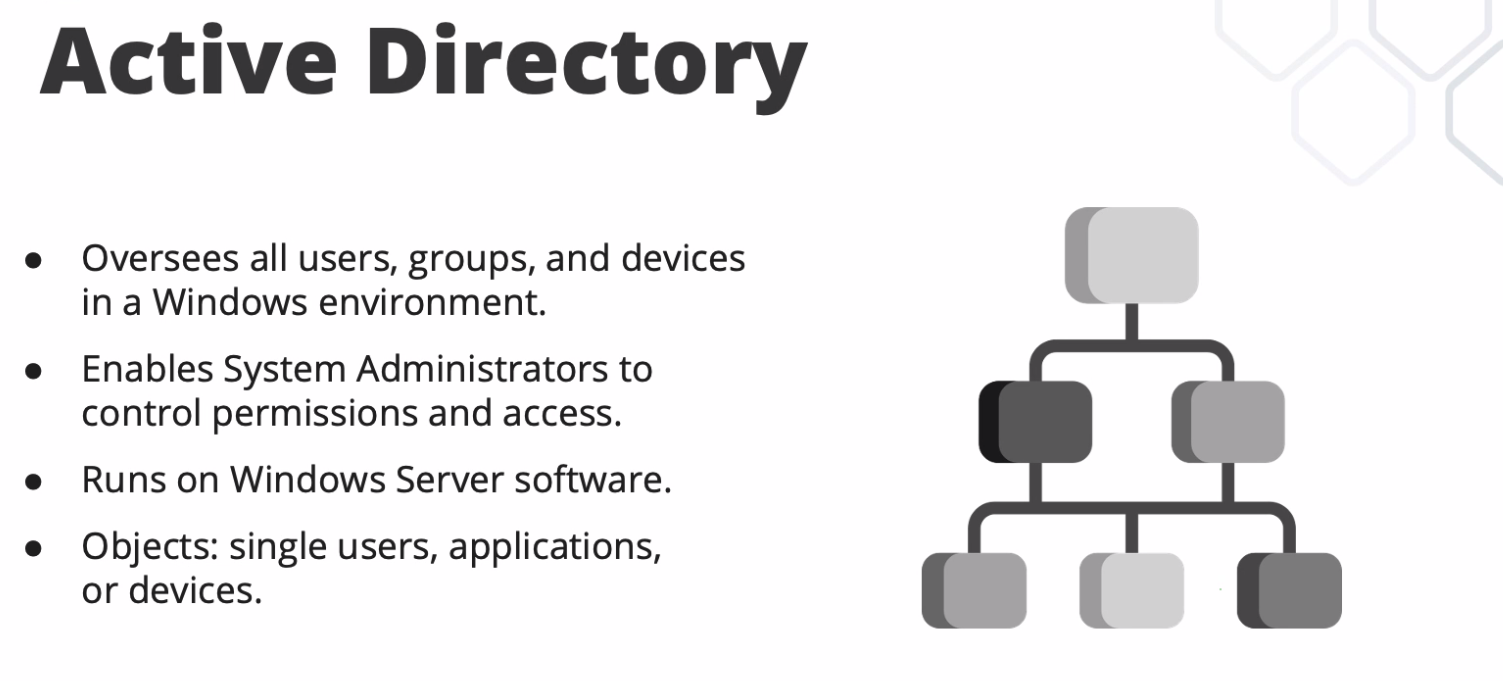 Active Directory
● Oversees all users, groups, and devices
in a Windows environment.
● Enables System Administrators to
control permissions and access.
● Runs on Windows Server software.
● Objects: single users, applications,
or devices.